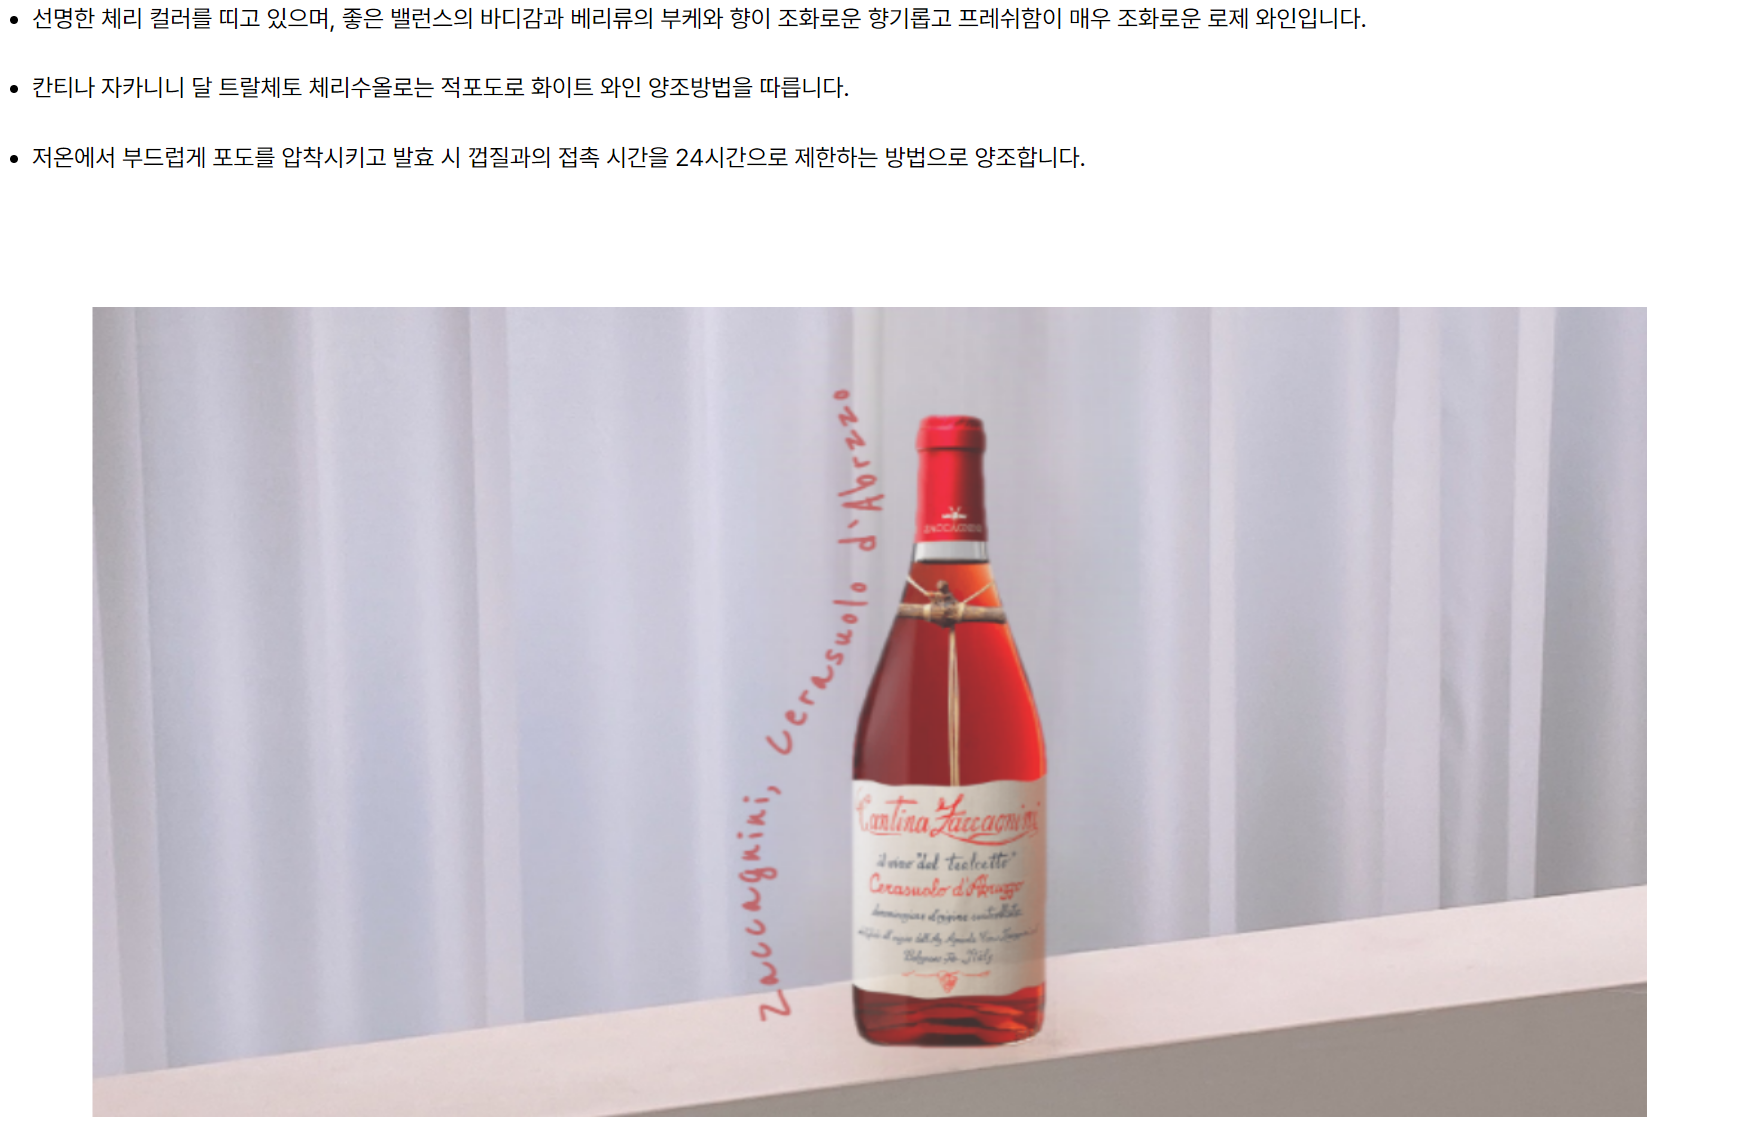 선명한 체리 컬러를 띠고 있으며, 좋은 밸런스의 바디감과 베리류의 부케와 향이 조화로운 향기롭고 프레쉬함이 매우 조화로운 로제 와인입니다.
칸티나 자카니니 달 트랄체토 체리수올로는 적포도로 화이트 와인 양조방법을 따릅니다.
저온에서 부드럽게 포도를 압착시키고 발효 시 껍질과의 접촉 시간을 24시간으로 제한하는 방법으로 양조합니다.
Zaccagnini, Cerasuolo d'Abrzzo
ZACCAGNINI
Cantina Zaccagnini
il vino "dal tralcetto"
Cerasuolo d'Abruzzo
denominazione d'origine controllata
Italy